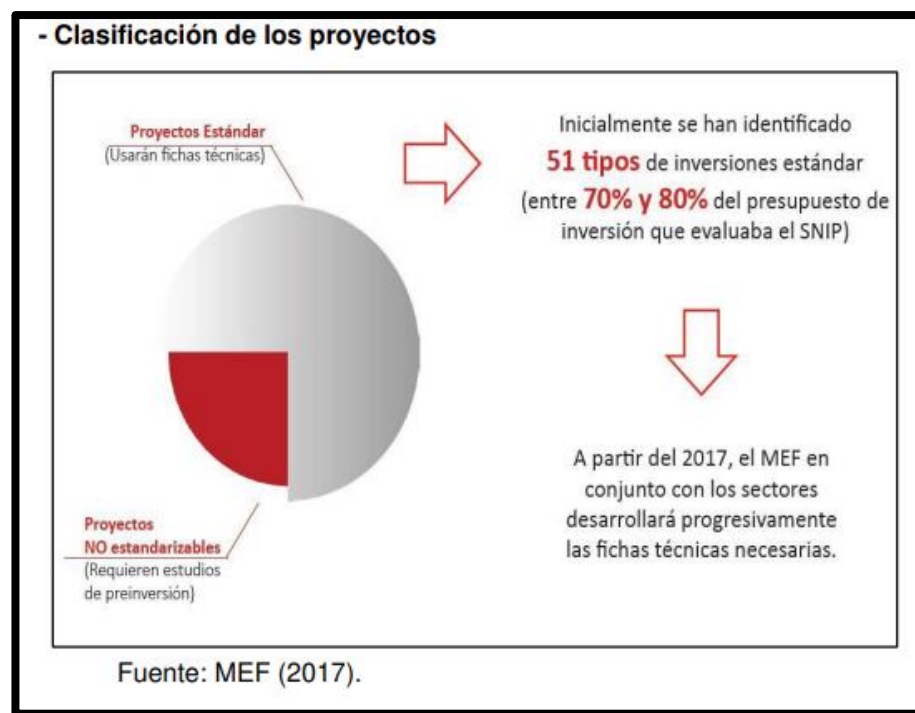 - Clasificación de los proyectos
Proyectos Estándar
(Usarán fichas técnicas)
Inicialmente se han identificado
51 tipos de inversiones estándar
(entre 70% y 80% del presupuesto de
inversión que evaluaba el SNIP)
A partir del 2017, el MEF en
conjunto con los sectores
desarrollará progresivamente
las fichas técnicas necesarias.
Proyectos
NO estandarizables
(Requieren estudios
de preinversión)
Fuente: MEF (2017).